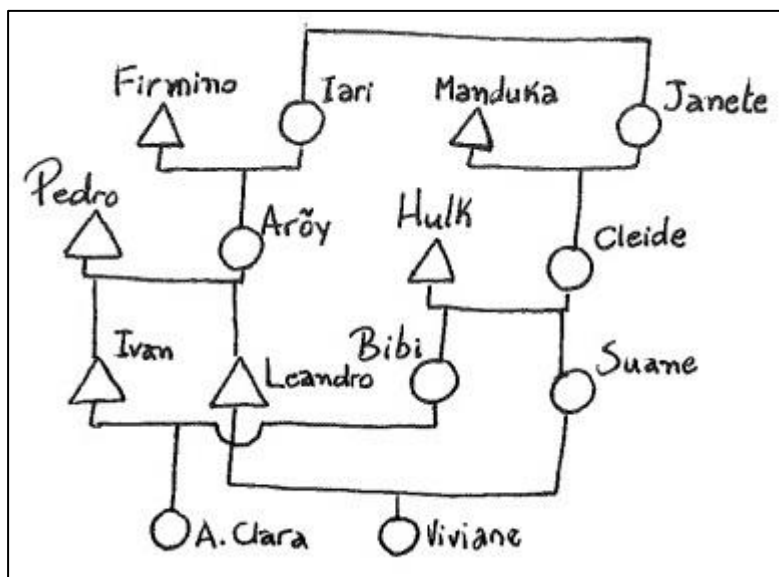 Firmino
Iari
Manduka
Janete
Pedro
Arõy
Hulk
Cleide
Ivan
Leandro
Bibi
Suane
A. Clara
Viviane